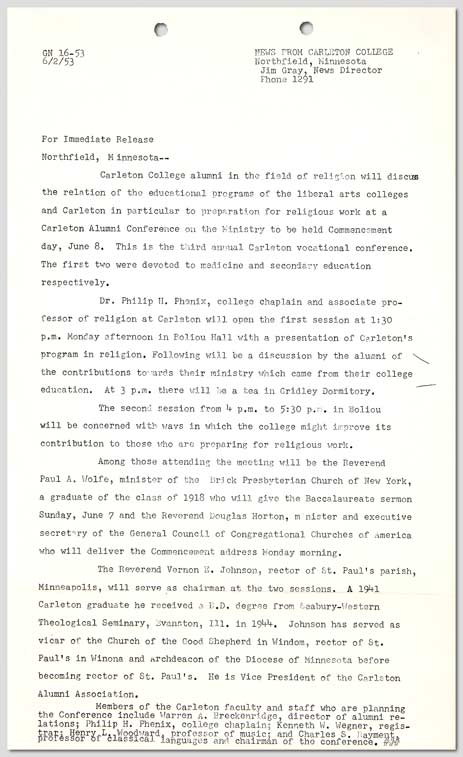 GN 16-53
6/2/53
NEWS FROM CARLETON COLLEGE
Northfield, Minnesota
Jim Gray, News Director
Phone 1291
For Immediate Release
Northfield, Minnesota--
Carleton College alumni in the field of religion will discuss
the relation of the educational programs of the liberal arts colleges
and Carleton in particular to preparation for religious work at a
Carleton Alumni Conference on the Ministry to be held Commencement
day, June 8. This is the third annual Carleton vocational conference.
The first two were devoted to medicine and secondary education
respectively.
Dr. Philip H. Phenix, college chaplain and associate pro-
fessor of religion at Carleton will open the first session at 1:30
p.m. Monday afternoon in Boliou Hall with a presentation of Carleton's
program in religion. Following will be a discussion by the alumni of
the contributions towards their ministry which came from their college
education. At 3 p.m. there will be a tea in Gridley Dormitory.
The second session from 4 p.m. to 5:30 p.m. in Boliou
will be concerned with ways in which the college might improve its
contribution to those who are preparing for religious work.
Among those attending the meeting will be the Reverend
Paul A. Wolfe, minister of the Brick Presbyterian Church of New York,
a graduate of the class of 1918 who will give the Baccalaureate sermon
Sunday, June 7 and the Reverend Douglas Horton, minister and executive
secretary of the General Council of Congregational Churches of America
who will deliver the Commencement address Monday morning.
The Reverend Vernon E. Johnson, rector of St. Paul's parish,
Minneapolis, will serve as chairman at the two sessions. A 1941
Carleton graduate he received a B.D. degree from Seabury-Western
Theological Seminary, Evanston, Ill. in 1944. Johnson has served as
vicar of the Church of the Good Shepherd in Windom, rector of St.
Paul's in Winona and Archdeacon of the Diocese of Minnesota before
becoming rector of St. Paul's. He is Vice President of the Carleton
Alumni Association.
Members of the Carleton faculty and staff who are planning
the Conference include Warren A. Breckenridge, director of alumni re-
lations; Philip H. Phenix, college chaplain; Kenneth W. Wegner, regis-
trar; Henry L. Woodward, professor of music; and Charles S. Rayment,
professor of classical languages and chairman of the conference. ###